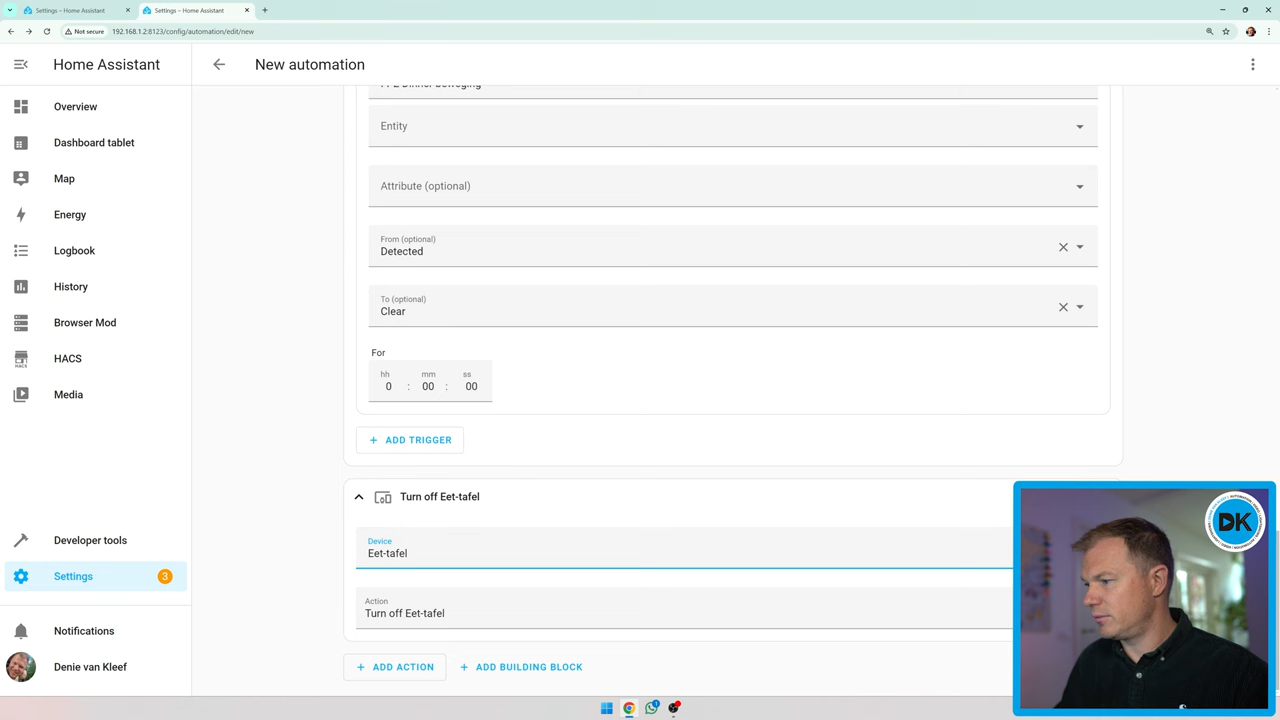 Settings – Home Assistant
Settings – Home Assistant
Not secure
192.168.1.2:8123/config/automation/edit/new
Home Assistant
New automation
Overview
Dashboard tablet
Map
Energy
Logbook
History
Browser Mod
HACS
HACS
Media
Developer tools
Settings
3
Notifications
Denie van Kleef
Entity
Attribute (optional)
From (optional)
Detected
To (optional)
Clear
For
hh
mm
ss
0 : 00 : 00
+ ADD TRIGGER
Turn off Eet-tafel
Device
Eet-tafel
Action
Turn off Eet-tafel
+ ADD ACTION
+ ADD BUILDING BLOCK
DK